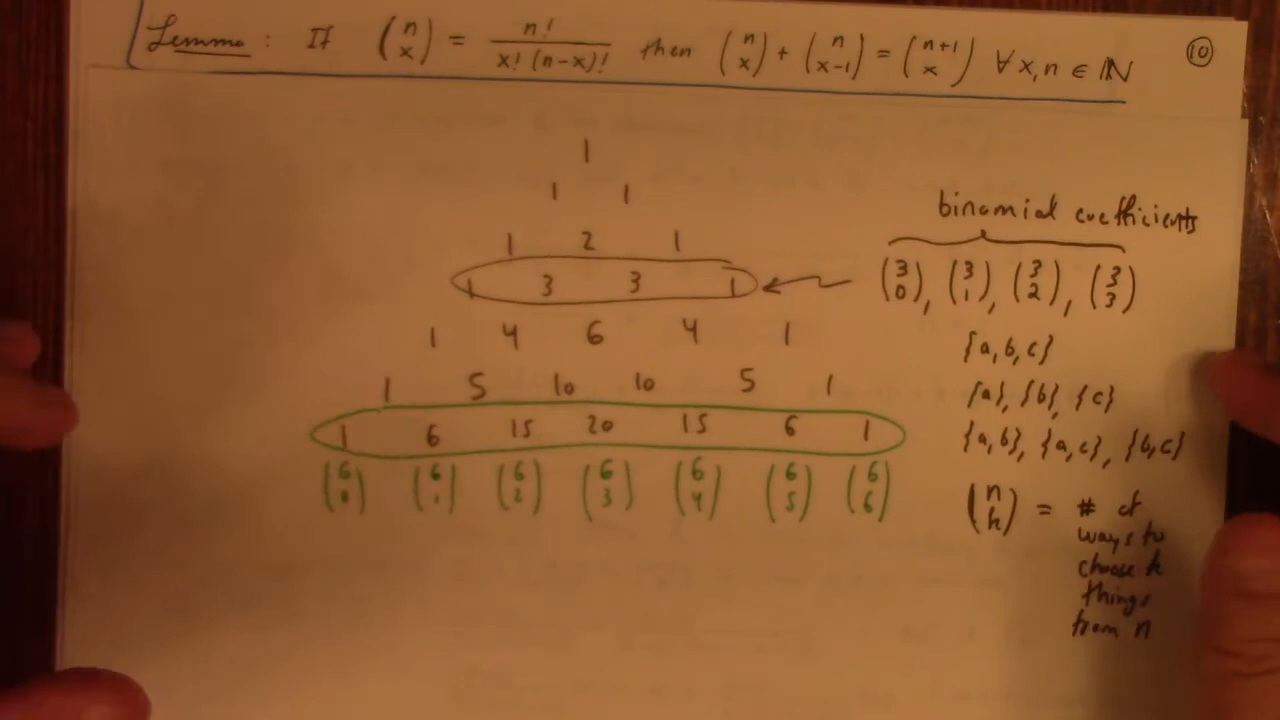 Lemma: If (n x) = n! / x! (n-x)! then (n x) + (n x-1) = (n+1 x) ∀ x, n ∈ ℕ 10
1
1 1
1 2 1
1 3 3 1
1 4 6 4 1
1 5 10 10 5 1
1 6 15 20 15 6 1
(6 0) (6 1) (6 2) (6 3) (6 4) (6 5) (6 6)
binomial coefficients
(3 0), (3 1), (3 2), (3 3)
{a,b,c}
{a}, {b}, {c}
{a,b}, {a,c}, {b,c}
(n k) = # of
ways to
choose k
things
from n